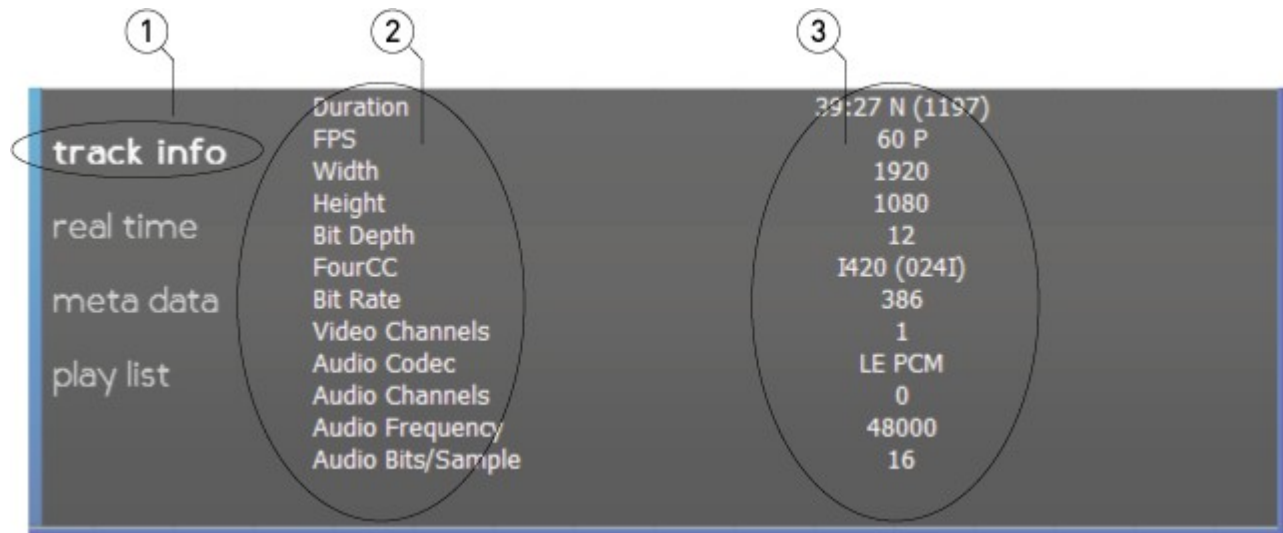 1 2 3
Duration 39:27 N (1197)
track info
FPS 60 P
Width 1920
Height 1080
real time
Bit Depth 12
FourCC I420 (024I)
meta data
Bit Rate 386
Video Channels 1
play list
Audio Codec LE PCM
Audio Channels 0
Audio Frequency 48000
Audio Bits/Sample 16